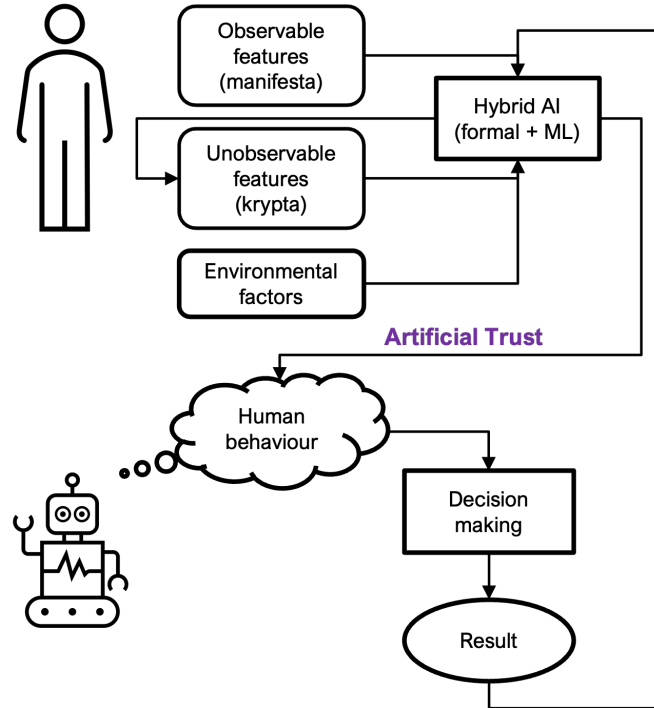 Observable
features
(manifesta)
Hybrid AI
(formal + ML)
Unobservable
features
(krypta)
Environmental
factors
Artificial Trust
Human
behaviour
Decision
making
Result